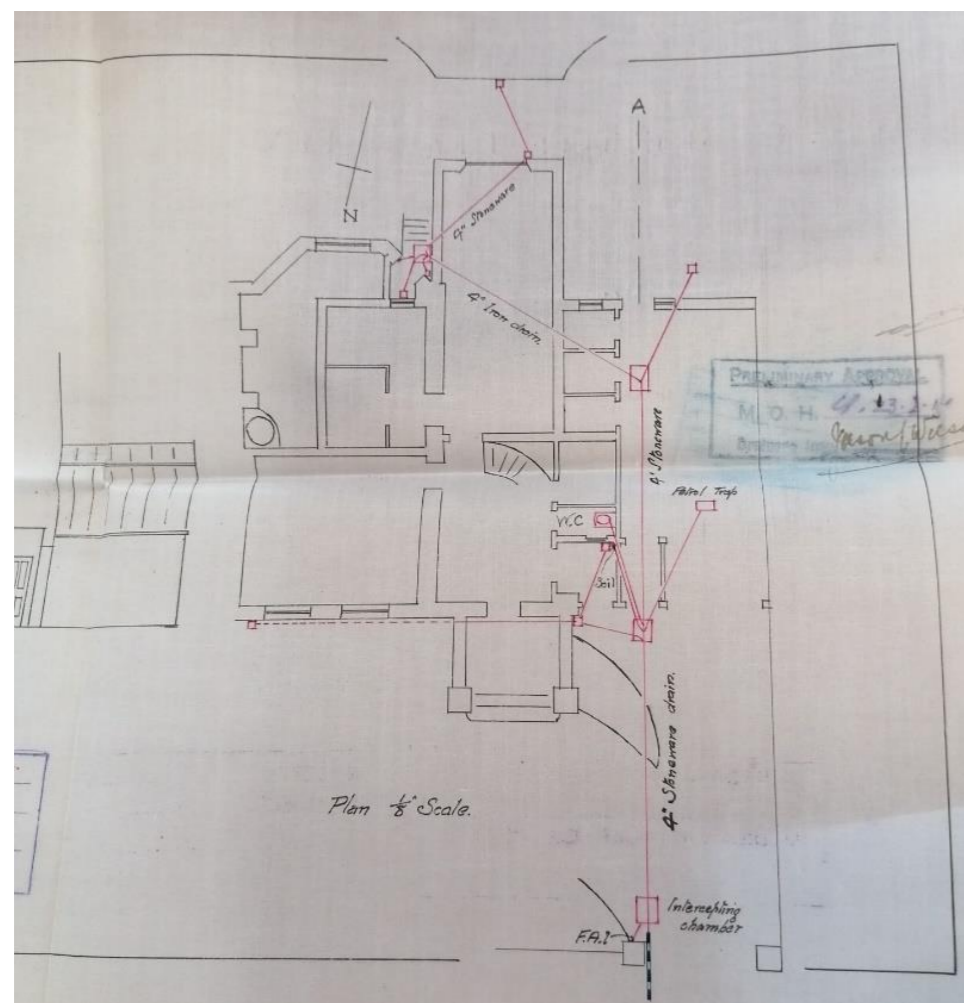 A
N
4" Stoneware
4" Iron drain.
PRELIMINARY APPROVAL
M. O. H.
4" Stoneware
Petrol Trap
W.C
Soil
4" Stoneware drain.
Plan 1/8" Scale.
Intercepting
chamber
F.A.I